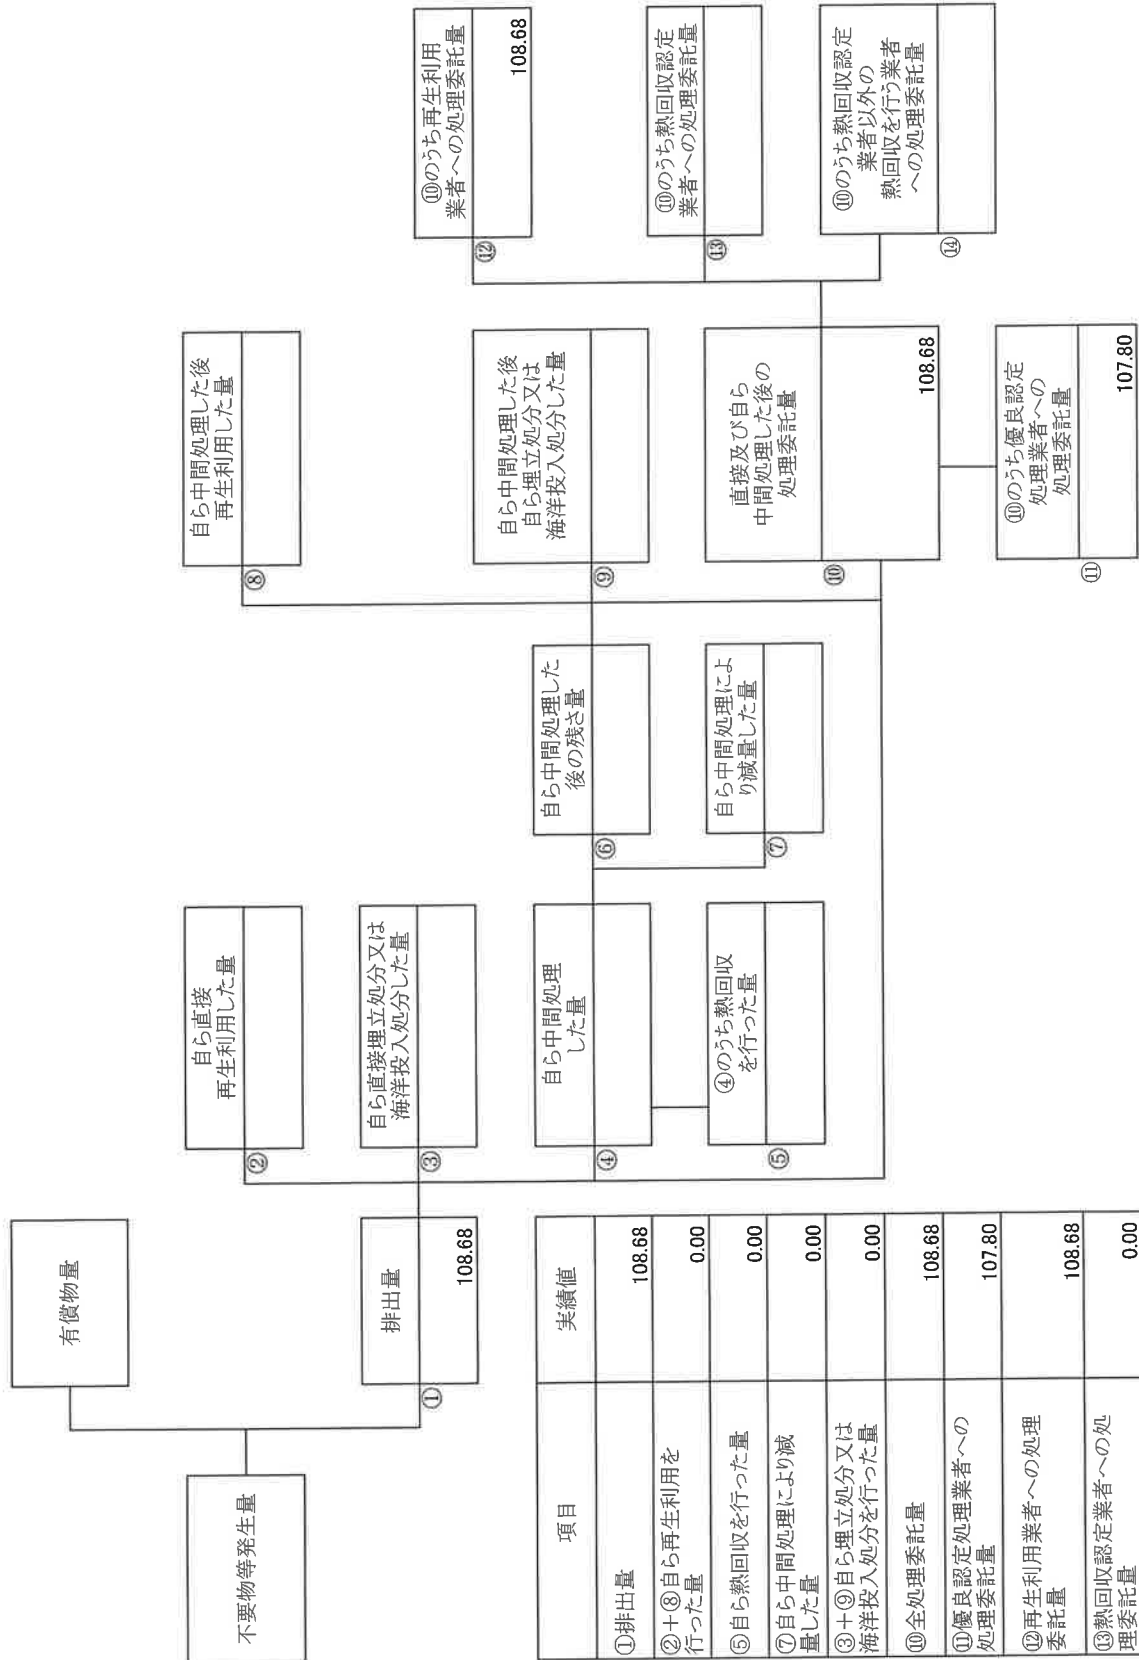 不要物等発生量
有償物量
①
排出量
108.68
②
自ら直接
再生利用した量
③
自ら直接埋立処分又は
海洋投入処分した量
④
自ら中間処理
した量
⑤
④のうち熱回収
を行った量
⑥
自ら中間処理した
後の残さ量
⑦
自ら中間処理によ
り減量した量
⑧
自ら中間処理した後
再生利用した量
⑨
自ら中間処理した後
自ら埋立処分又は
海洋投入処分した量
⑩
直接及び自ら
中間処理した後の
処理委託量
108.68
⑪
⑩のうち優良認定
処理業者への
処理委託量
107.80
⑫
⑩のうち再生利用
業者への処理委託量
108.68
⑬
⑩のうち熱回収認定
業者への処理委託量
⑭
⑩のうち熱回収認定
業者以外の
熱回収を行う業者
への処理委託量
項目 実績値
①排出量 108.68
②+⑧自ら再生利用を
行った量 0.00
⑤自ら熱回収を行った量 0.00
⑦自ら中間処理により減
量した量 0.00
③+⑨自ら埋立処分又は
海洋投入処分を行った量 0.00
⑩全処理委託量 108.68
⑪優良認定処理業者への
処理委託量 107.80
⑫再生利用業者への処理
委託量 108.68
⑬熱回収認定業者への処
理委託量 0.00